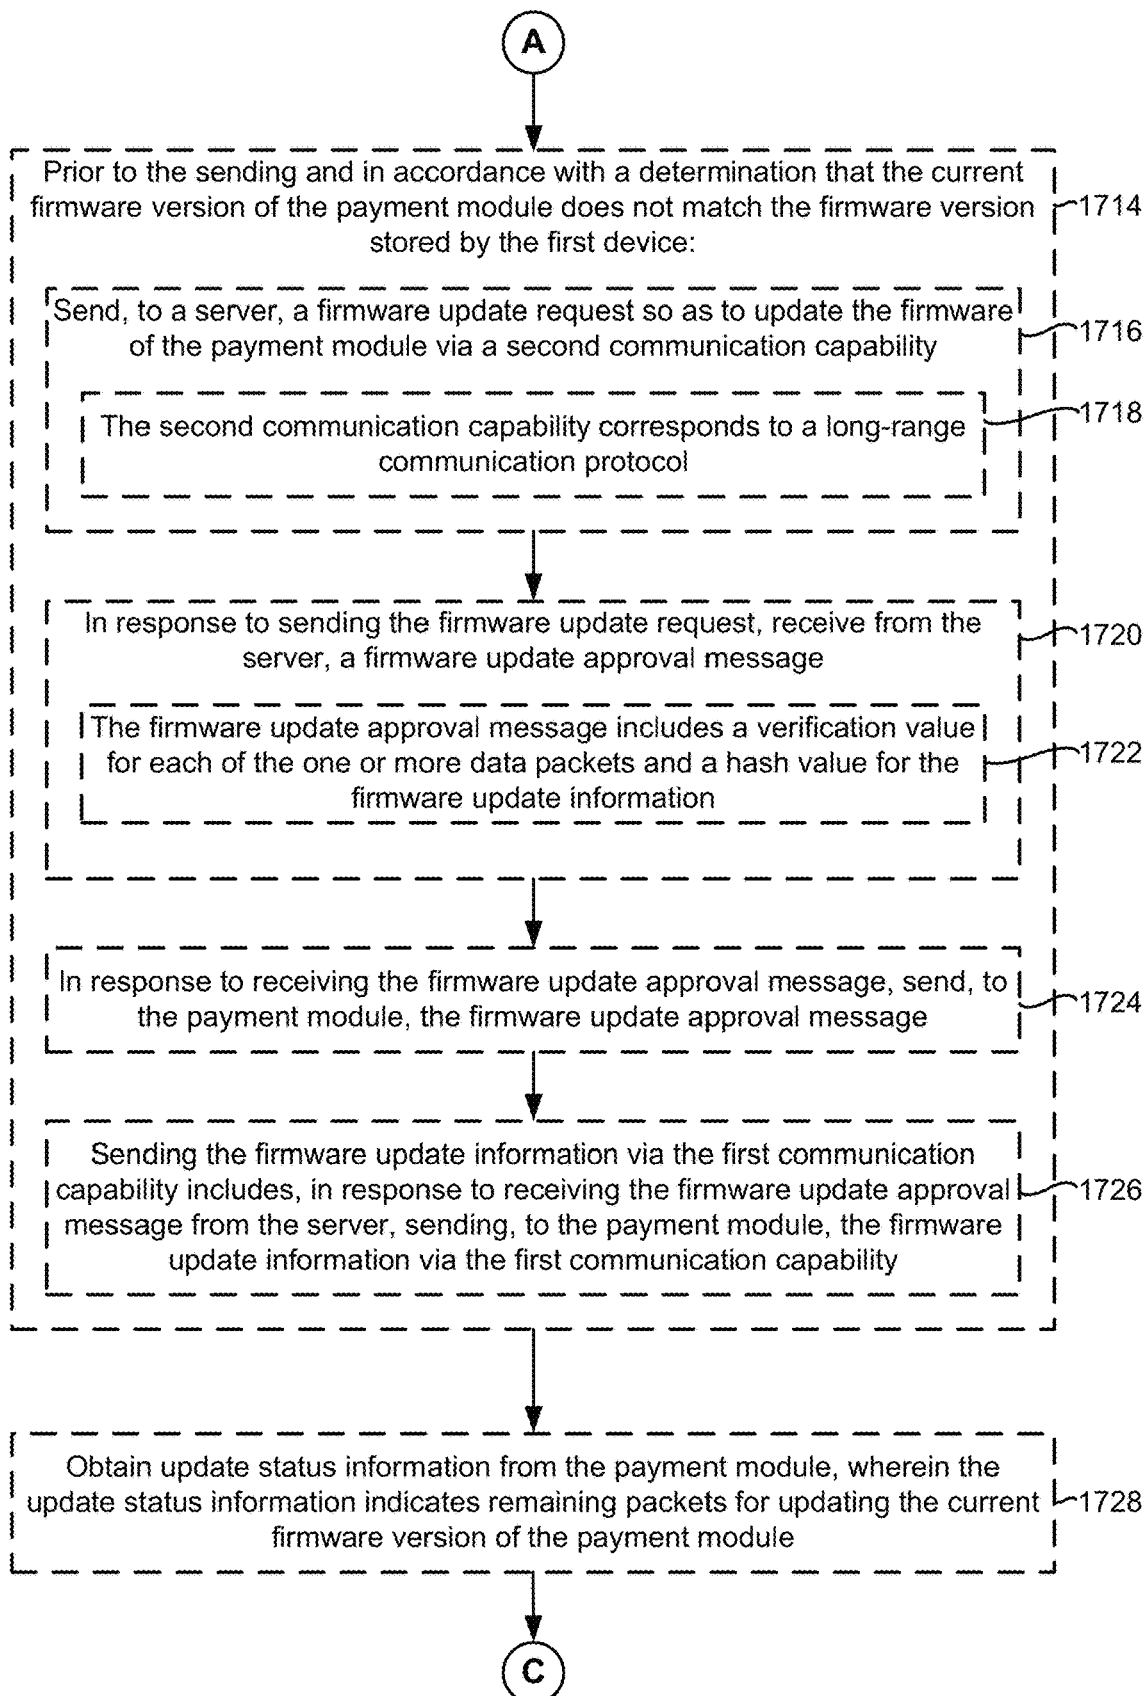 A
Prior to the sending and in accordance with a determination that the current
firmware version of the payment module does not match the firmware version
stored by the first device:
1714
Send, to a server, a firmware update request so as to update the firmware
of the payment module via a second communication capability
1716
The second communication capability corresponds to a long-range
communication protocol
1718
In response to sending the firmware update request, receive from the
server, a firmware update approval message
1720
The firmware update approval message includes a verification value
for each of the one or more data packets and a hash value for the
firmware update information
1722
In response to receiving the firmware update approval message, send, to
the payment module, the firmware update approval message
1724
Sending the firmware update information via the first communication
capability includes, in response to receiving the firmware update approval
message from the server, sending, to the payment module, the firmware
update information via the first communication capability
1726
Obtain update status information from the payment module, wherein the
update status information indicates remaining packets for updating the current
firmware version of the payment module
1728
C